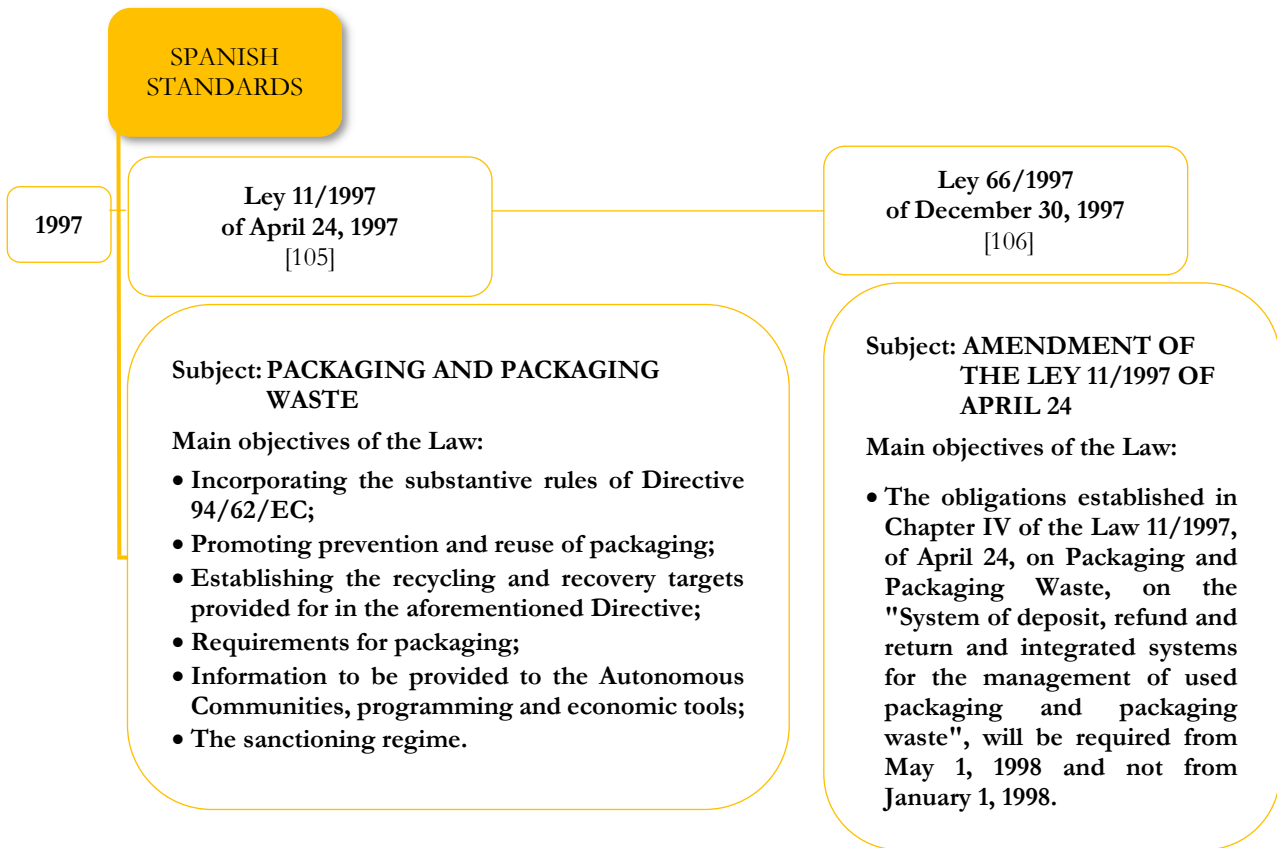 SPANISH
STANDARDS
1997
Ley 11/1997
of April 24, 1997
[105]
Ley 66/1997
of December 30, 1997
[106]
Subject: PACKAGING AND PACKAGING
WASTE
Main objectives of the Law:
• Incorporating the substantive rules of Directive
94/62/EC;
• Promoting prevention and reuse of packaging;
• Establishing the recycling and recovery targets
provided for in the aforementioned Directive;
• Requirements for packaging;
• Information to be provided to the Autonomous
Communities, programming and economic tools;
• The sanctioning regime.
Subject: AMENDMENT OF
THE LEY 11/1997 OF
APRIL 24
Main objectives of the Law:
• The obligations established in
Chapter IV of the Law 11/1997,
of April 24, on Packaging and
Packaging Waste, on the
"System of deposit, refund and
return and integrated systems
for the management of used
packaging and packaging
waste", will be required from
May 1, 1998 and not from
January 1, 1998.